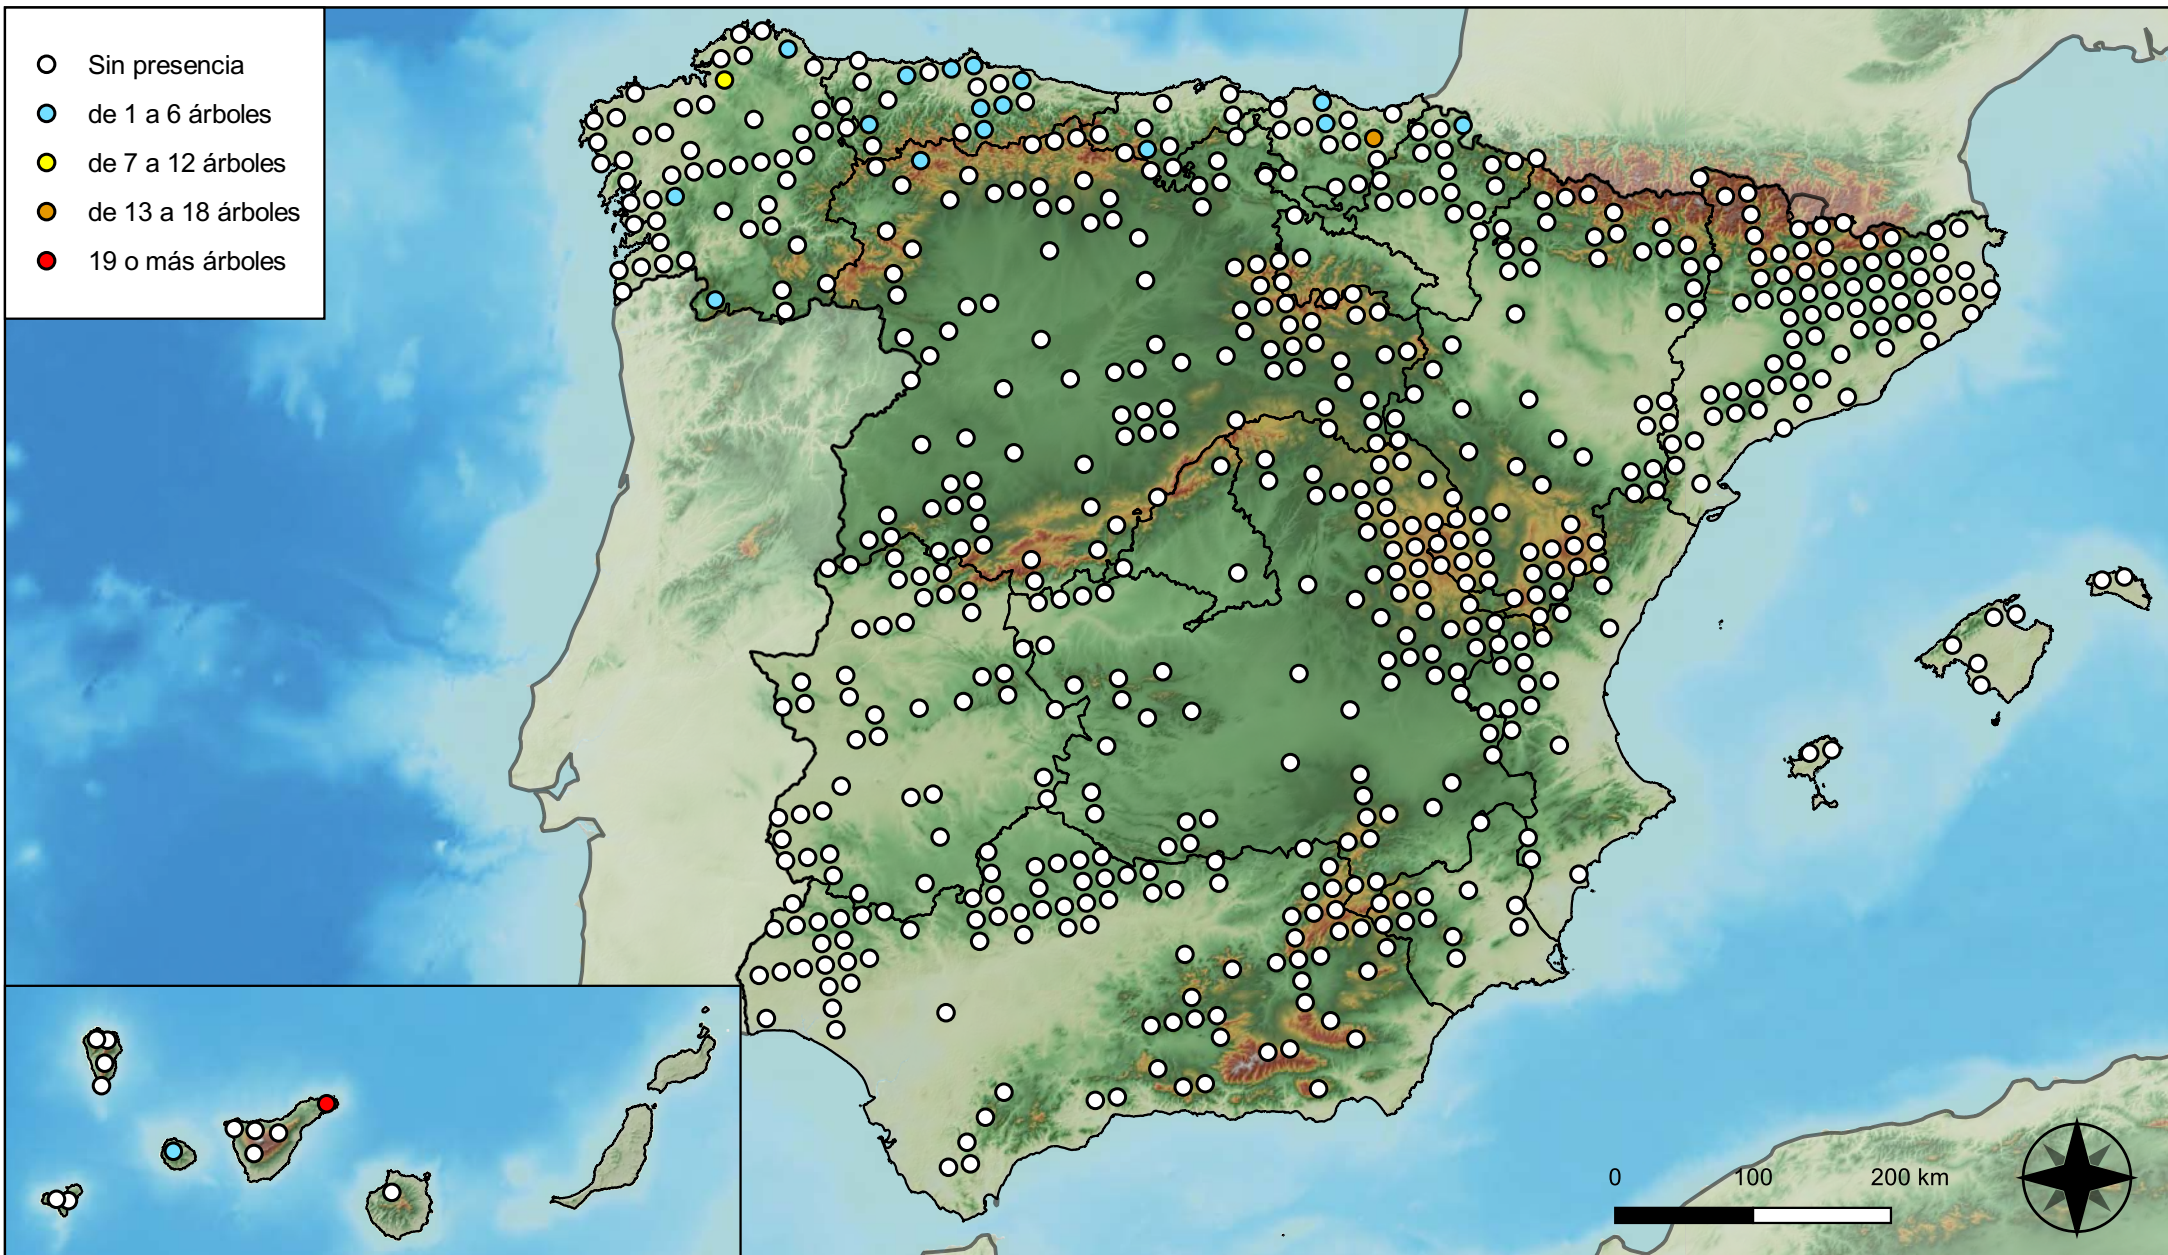 Sin presencia
de 1 a 6 árboles
de 7 a 12 árboles
de 13 a 18 árboles
19 o más árboles
0 100 200 km